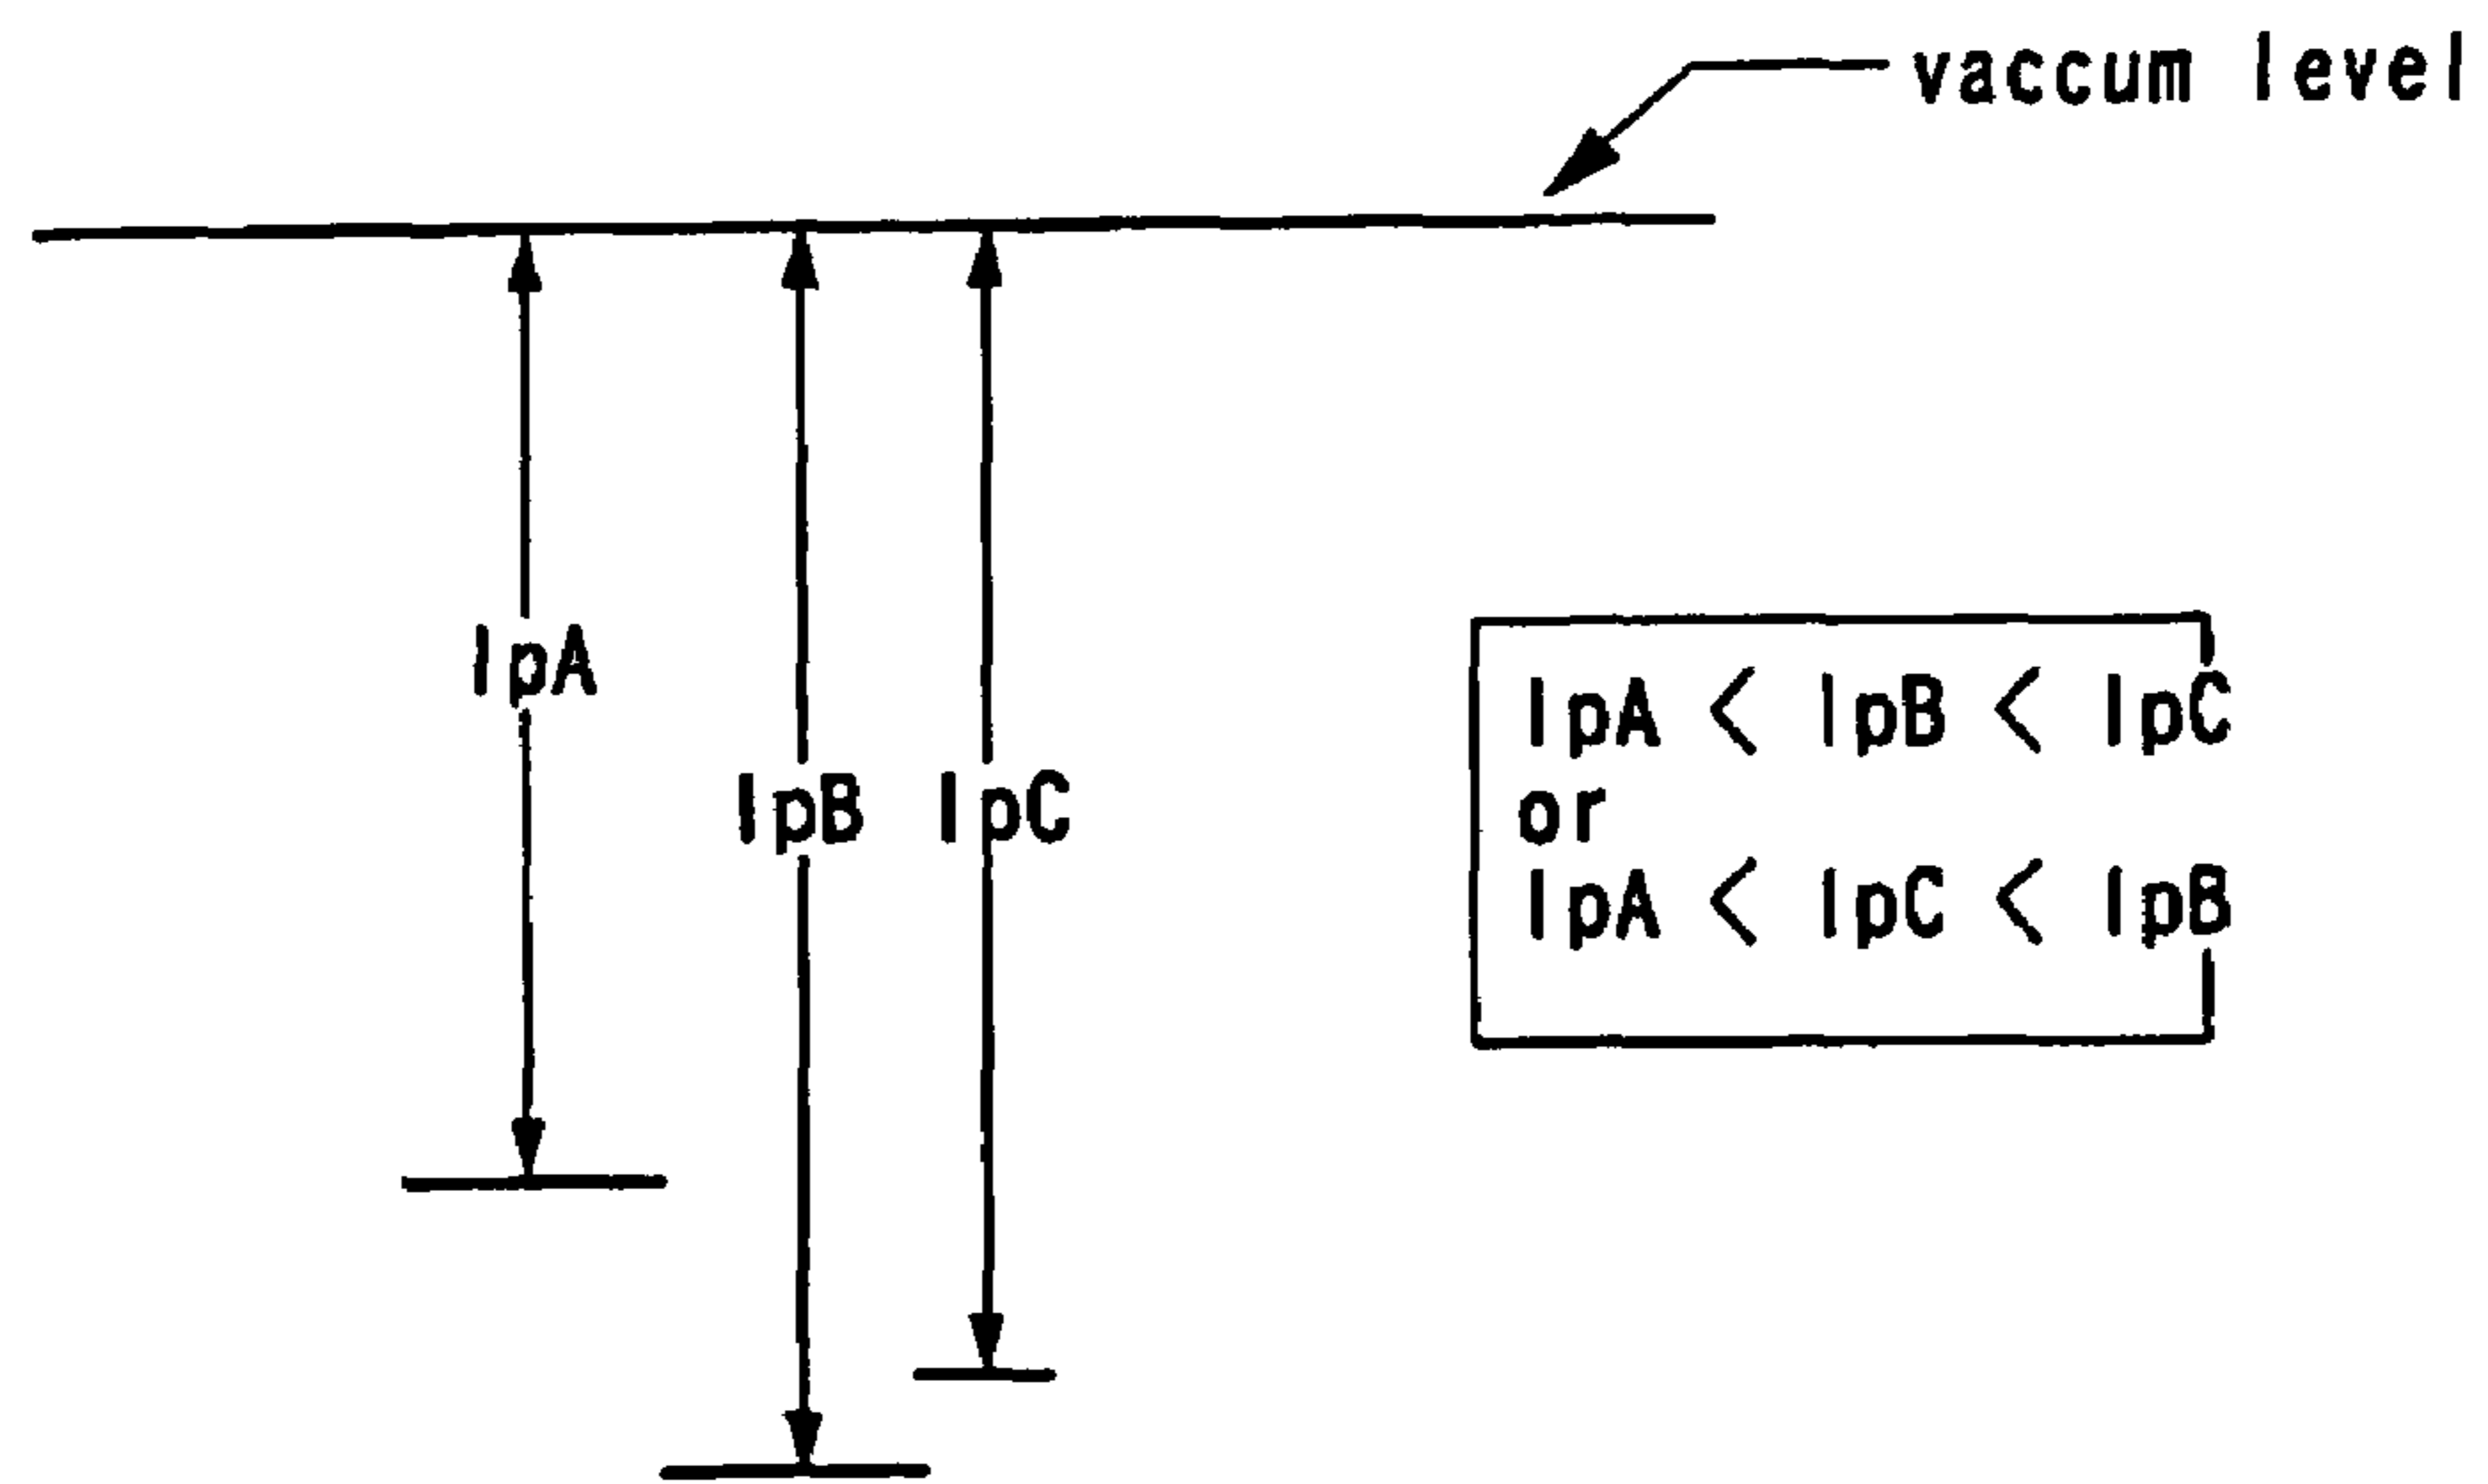 vaccum level
IpA
IpB
IpC
IpA < IpB < IpC
or
IpA < IpC < IpB